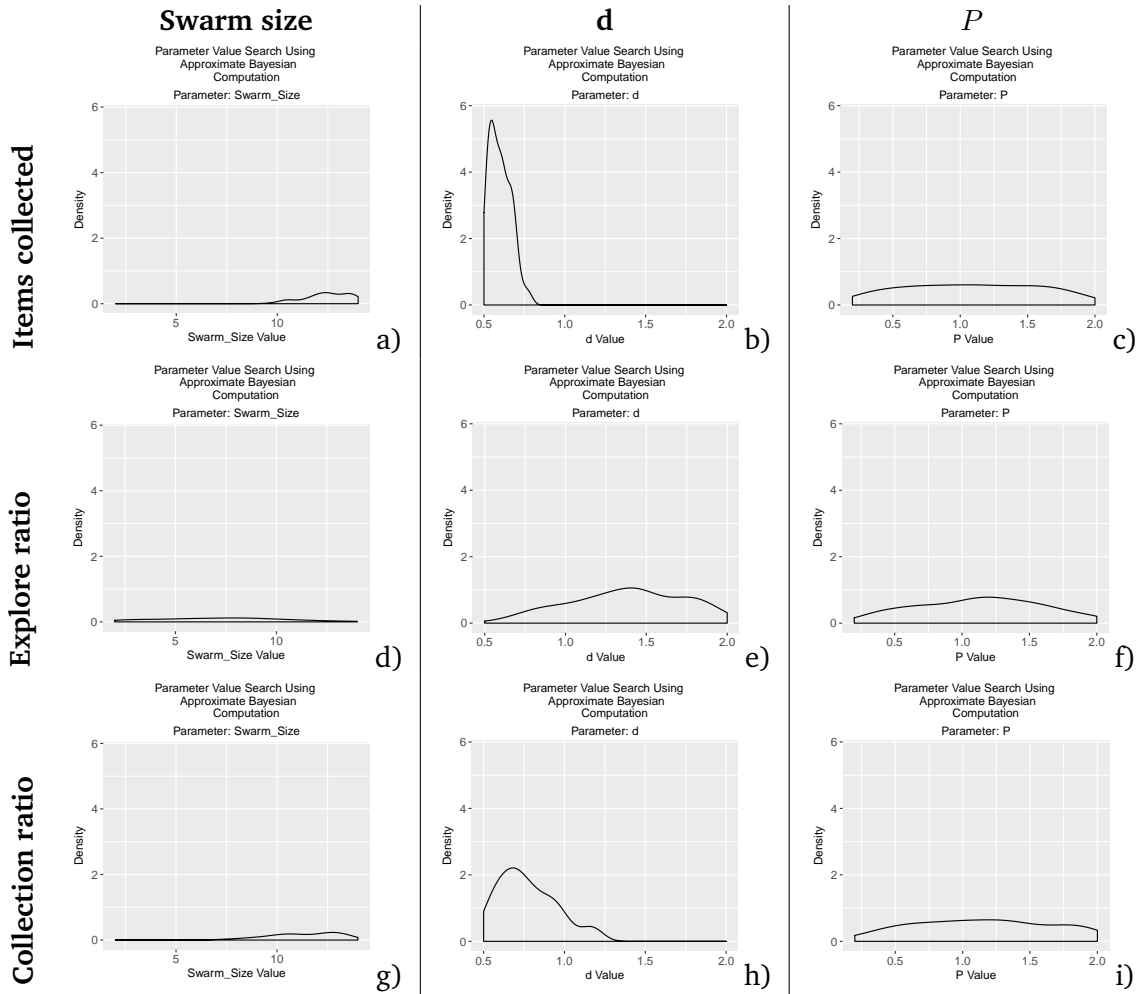 Swarm size
d
P
Items collected
Parameter Value Search Using
Approximate Bayesian
Computation
Parameter: Swarm_Size
6
4
2
0
Density
5
10
Swarm_Size Value
a)
Parameter Value Search Using
Approximate Bayesian
Computation
Parameter: d
6
4
2
0
Density
0.5
1.0
1.5
2.0
d Value
b)
Parameter Value Search Using
Approximate Bayesian
Computation
Parameter: P
6
4
2
0
Density
0.5
1.0
1.5
2.0
P Value
c)
Explore ratio
Parameter Value Search Using
Approximate Bayesian
Computation
Parameter: Swarm_Size
6
4
2
0
Density
5
10
Swarm_Size Value
d)
Parameter Value Search Using
Approximate Bayesian
Computation
Parameter: d
6
4
2
0
Density
0.5
1.0
1.5
2.0
d Value
e)
Parameter Value Search Using
Approximate Bayesian
Computation
Parameter: P
6
4
2
0
Density
0.5
1.0
1.5
2.0
P Value
f)
Collection ratio
Parameter Value Search Using
Approximate Bayesian
Computation
Parameter: Swarm_Size
6
4
2
0
Density
5
10
Swarm_Size Value
g)
Parameter Value Search Using
Approximate Bayesian
Computation
Parameter: d
6
4
2
0
Density
0.5
1.0
1.5
2.0
d Value
h)
Parameter Value Search Using
Approximate Bayesian
Computation
Parameter: P
6
4
2
0
Density
0.5
1.0
1.5
2.0
P Value
i)